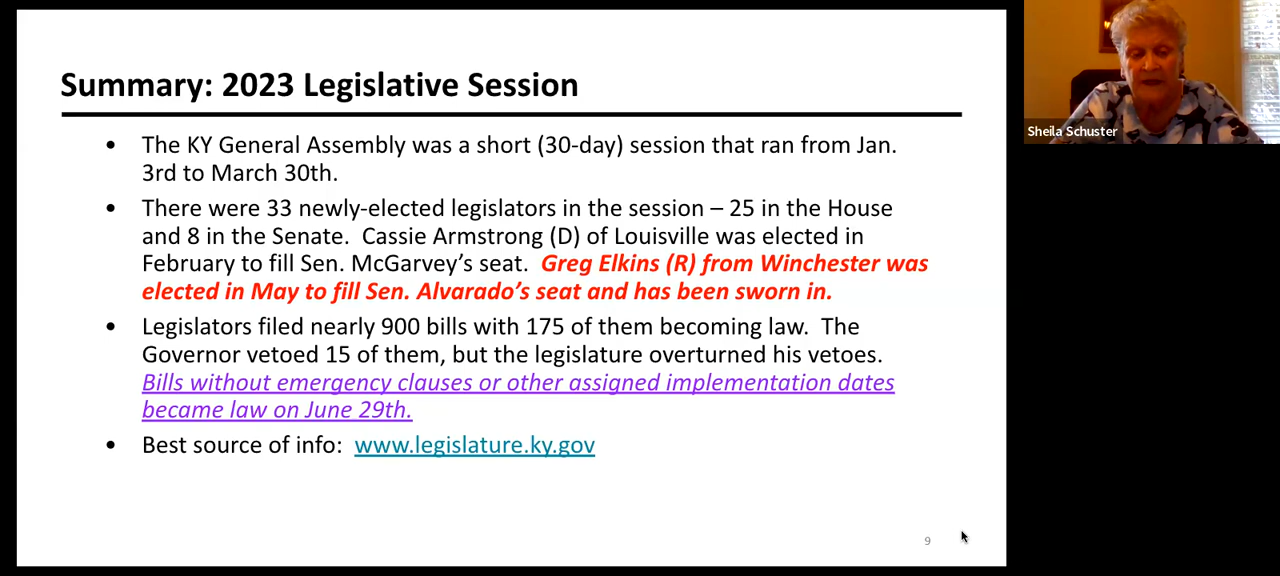 Summary: 2023 Legislative Session
• The KY General Assembly was a short (30-day) session that ran from Jan.
3rd to March 30th.
• There were 33 newly-elected legislators in the session – 25 in the House
and 8 in the Senate.  Cassie Armstrong (D) of Louisville was elected in
February to fill Sen. McGarvey’s seat.  Greg Elkins (R) from Winchester was
elected in May to fill Sen. Alvarado’s seat and has been sworn in.
• Legislators filed nearly 900 bills with 175 of them becoming law.  The
Governor vetoed 15 of them, but the legislature overturned his vetoes.
Bills without emergency clauses or other assigned implementation dates
became law on June 29th.
• Best source of info:  www.legislature.ky.gov
9
Sheila Schuster